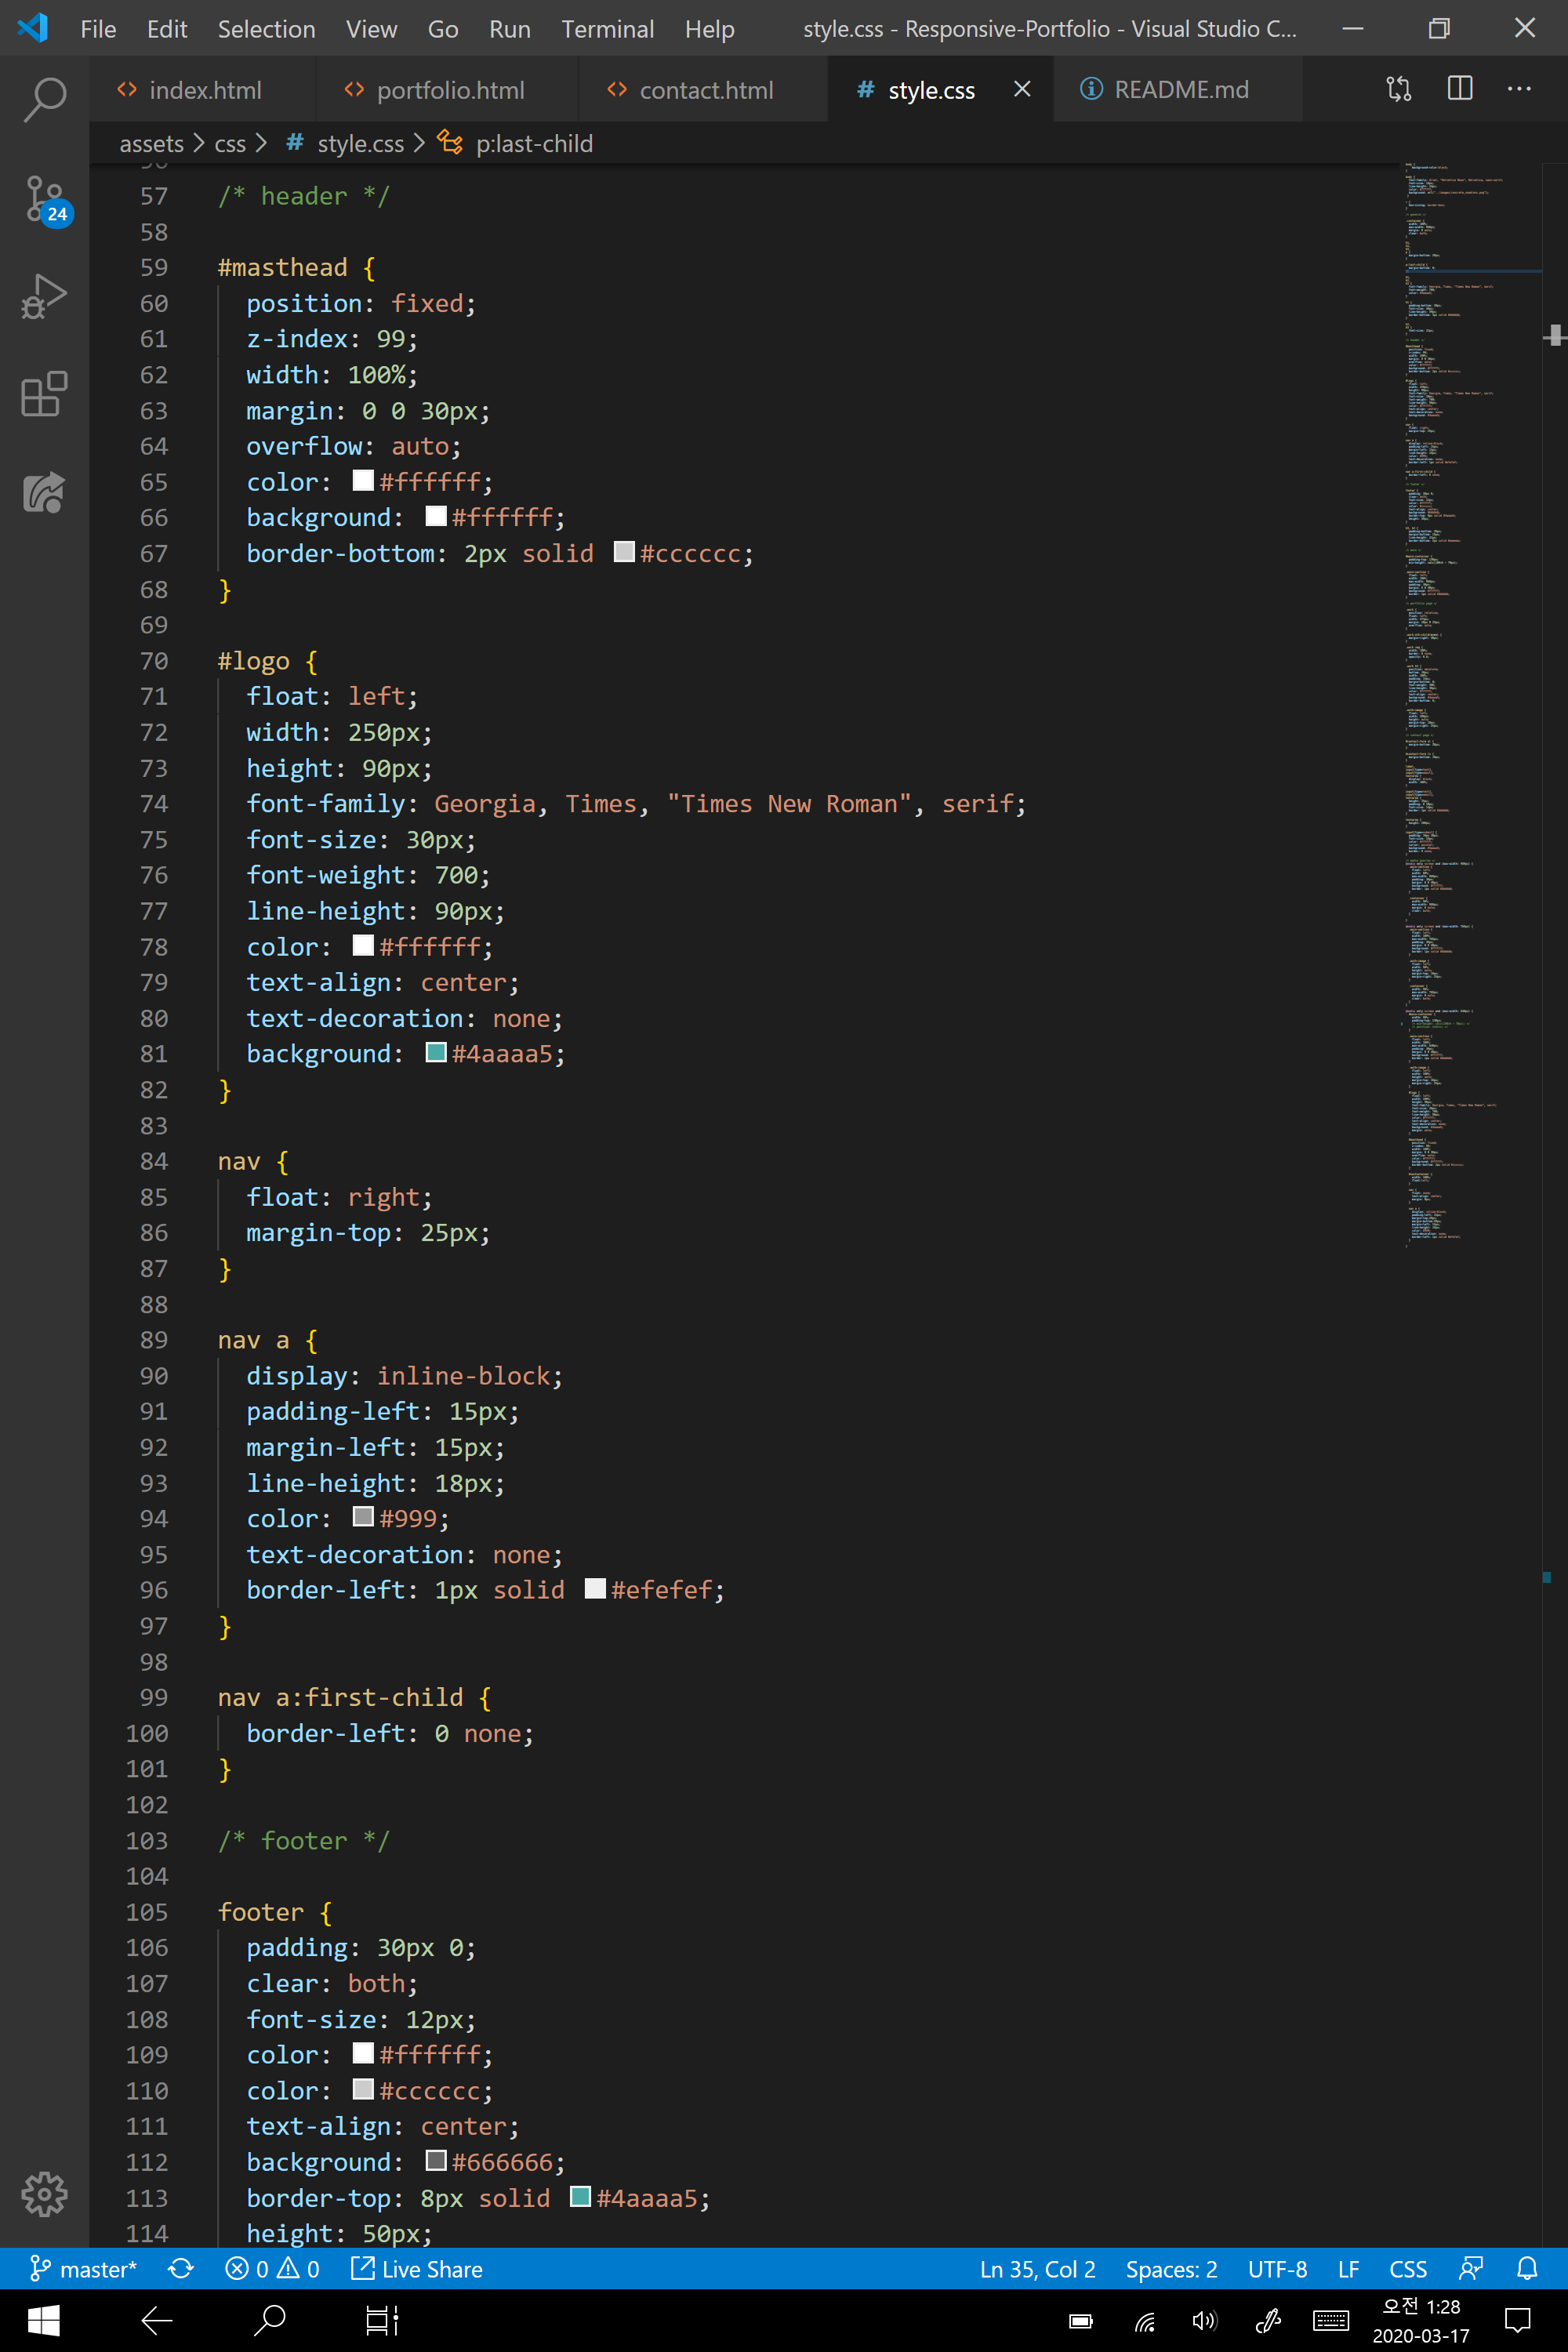 File Edit Selection View Go Run Terminal Help style.css - Responsive-Portfolio - Visual Studio C...
index.html portfolio.html contact.html # style.css README.md
assets > css > # style.css > p:last-child
24
57 /* header */
58
59 #masthead {
60 position: fixed;
61 z-index: 99;
62 width: 100%;
63 margin: 0 0 30px;
64 overflow: auto;
65 color: #ffffff;
66 background: #ffffff;
67 border-bottom: 2px solid #cccccc;
68 }
69
70 #logo {
71 float: left;
72 width: 250px;
73 height: 90px;
74 font-family: Georgia, Times, "Times New Roman", serif;
75 font-size: 30px;
76 font-weight: 700;
77 line-height: 90px;
78 color: #ffffff;
79 text-align: center;
80 text-decoration: none;
81 background: #4aaaa5;
82 }
83
84 nav {
85 float: right;
86 margin-top: 25px;
87 }
88
89 nav a {
90 display: inline-block;
91 padding-left: 15px;
92 margin-left: 15px;
93 line-height: 18px;
94 color: #999;
95 text-decoration: none;
96 border-left: 1px solid #efefef;
97 }
98
99 nav a:first-child {
100 border-left: 0 none;
101 }
102
103 /* footer */
104
105 footer {
106 padding: 30px 0;
107 clear: both;
108 font-size: 12px;
109 color: #ffffff;
110 color: #cccccc;
111 text-align: center;
112 background: #666666;
113 border-top: 8px solid #4aaaa5;
114 height: 50px;
master* 0 0 Live Share Ln 35, Col 2 Spaces: 2 UTF-8 LF CSS
오전 1:28
2020-03-17